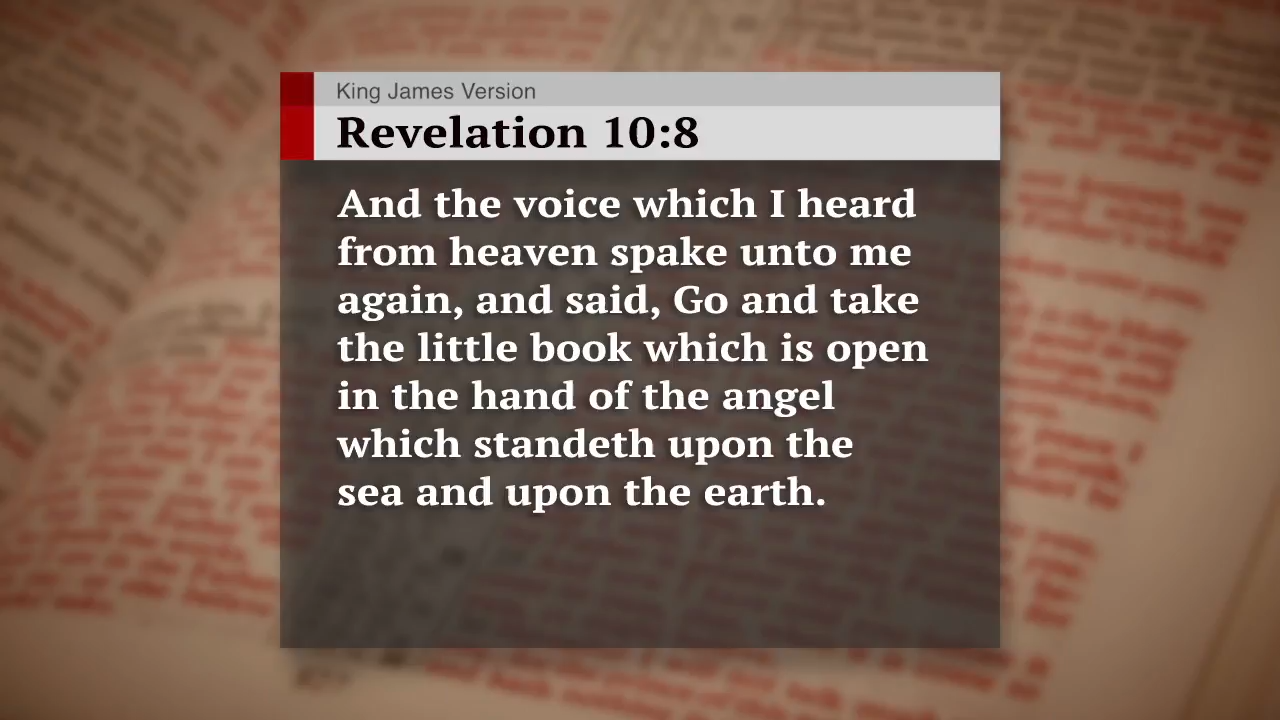 King James Version
Revelation 10:8
And the voice which I heard
from heaven spake unto me
again, and said, Go and take
the little book which is open
in the hand of the angel
which standeth upon the
sea and upon the earth.